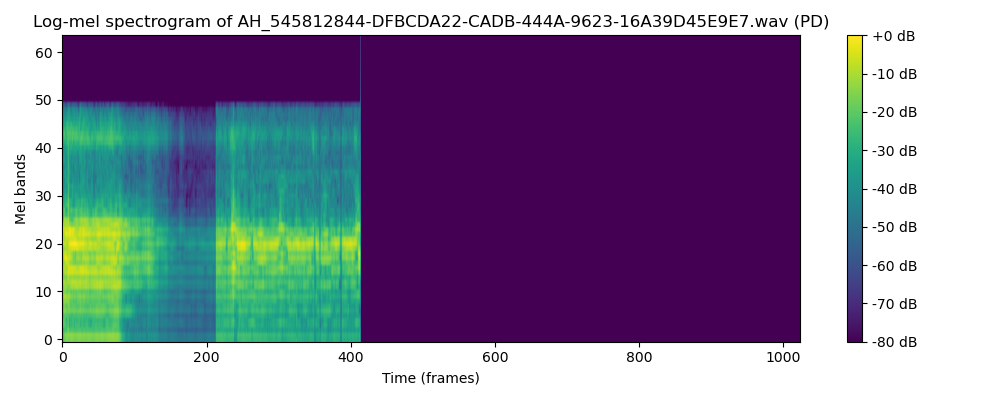 Log-mel spectrogram of AH_545812844-DFBCDA22-CADB-444A-9623-16A39D45E9E7.wav (PD)
Mel bands
60
50
40
30
20
10
0
0 200 400 600 800 1000
Time (frames)
+0 dB
-10 dB
-20 dB
-30 dB
-40 dB
-50 dB
-60 dB
-70 dB
-80 dB